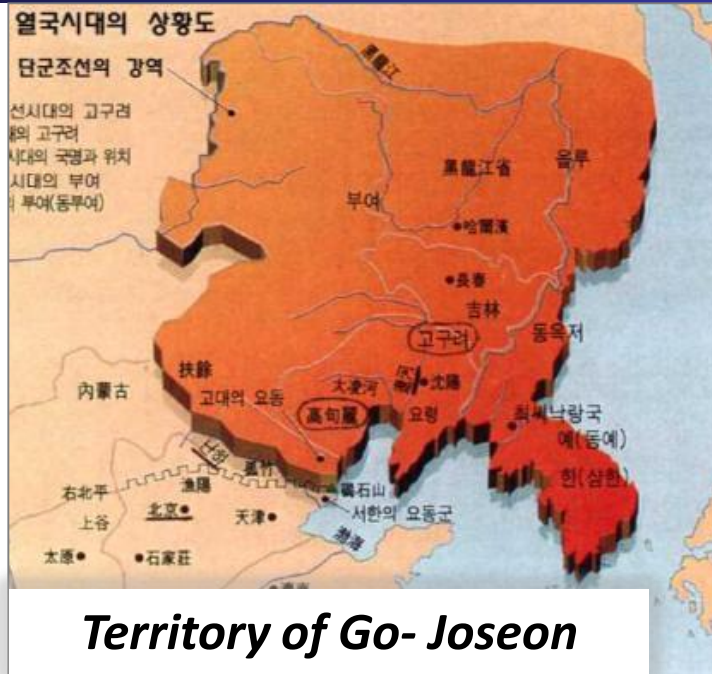 열국시대의 상황도
단군조선의 강역
선시대의 고구려
의 고구려
시대의 국명과 위치
시대의 부여
부여(동부여)
黑龍江
黑龍江省
읍루
부여
哈爾濱
長春
吉林
고구려
동옥저
扶餘
内蒙古
고대의 요동
大凌河
沈陽
高句麗
요령
최씨낙랑국
예(동예)
한(삼한)
난하
孤竹
右北平
漁陽
碣石山
北京
上谷
天津
서한의 요동군
渤海
太原
石家莊
Territory of Go- Joseon